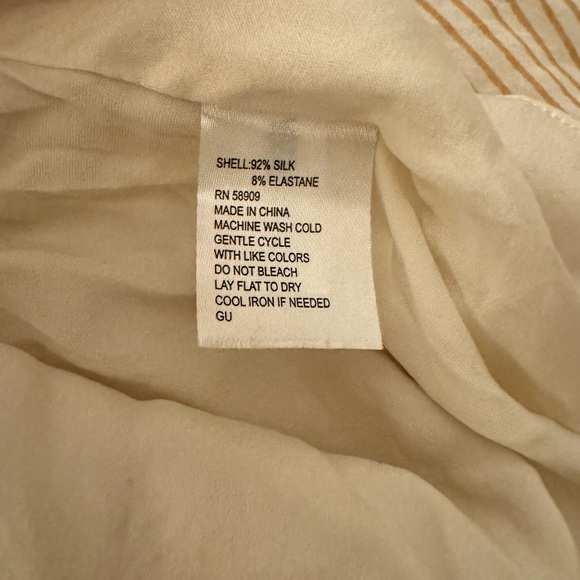 SHELL:92% SILK
8% ELASTANE
RN 58909
MADE IN CHINA
MACHINE WASH COLD
GENTLE CYCLE
WITH LIKE COLORS
DO NOT BLEACH
LAY FLAT TO DRY
COOL IRON IF NEEDED
GU